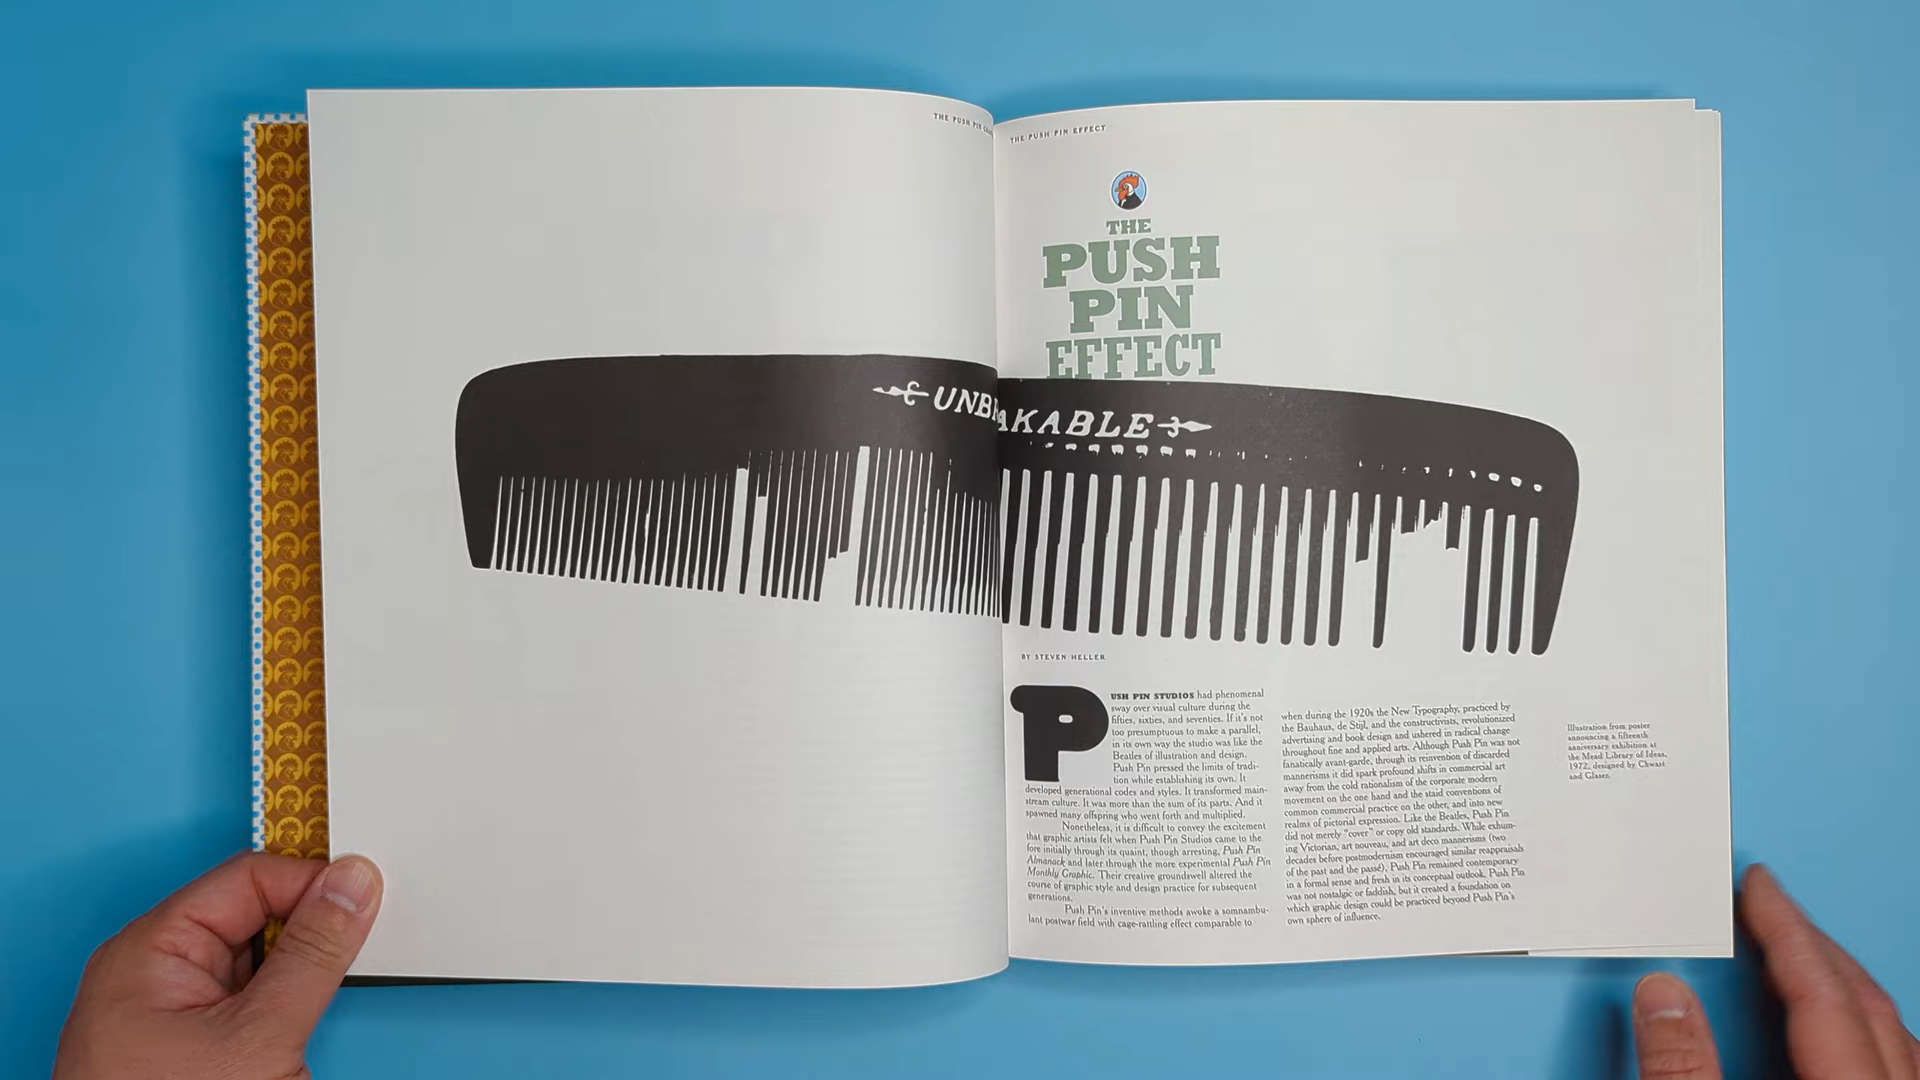 THE PUSH PIN
THE PUSH PIN EFFECT
THE
PUSH
PIN
EFFECT
UNB AKABLE
BY STEVEN HELLER
PUSH PIN STUDIOS had phenomenal
sway over visual culture during the
fifties, sixties, and seventies. If it's not
too presumptuous to make a parallel,
in its own way the studio was like the
Beatles of illustration and design.
Push Pin pressed the limits of tradi-
tion while establishing its own. It
developed generational codes and styles. It transformed main-
stream culture. It was more than the sum of its parts. And it
spawned many offspring who went forth and multiplied.
Nonetheless, it is difficult to convey the excitement
that graphic artists felt when Push Pin Studios came to the
fore initially through its quaint, though arresting, Push Pin
Almanack and later through the more experimental Push Pin
Monthly Graphic. Their creative groundswell altered the
course of graphic style and design practice for subsequent
generations.
Push Pin's inventive methods awoke a somnambu-
lant postwar field with cage-rattling effect comparable to
when during the 1920s the New Typography, practiced by
the Bauhaus, de Stijl, and the constructivists, revolutionized
advertising and book design and ushered in radical change
throughout fine and applied arts. Although Push Pin was not
fanatically avant-garde, through its reinvention of discarded
mannerisms it did spark profound shifts in commercial art
away from the cold rationalism of the corporate modern
movement on the one hand and the staid conventions of
common commercial practice on the other, and into new
realms of pictorial expression. Like the Beatles, Push Pin
did not merely "cover" or copy old standards. While exhum-
ing Victorian, art nouveau, and art deco mannerisms (two
decades before postmodernism encouraged similar reappraisals
of the past and the passé), Push Pin remained contemporary
in a formal sense and fresh in its conceptual outlook. Push Pin
was not nostalgic or faddish, but it created a foundation on
which graphic design could be practiced beyond Push Pin's
own sphere of influence.
Illustration from poster
announcing a fifteenth
anniversary exhibition at
the Mead Library of Ideas,
1972, designed by Chwast
and Glaser.